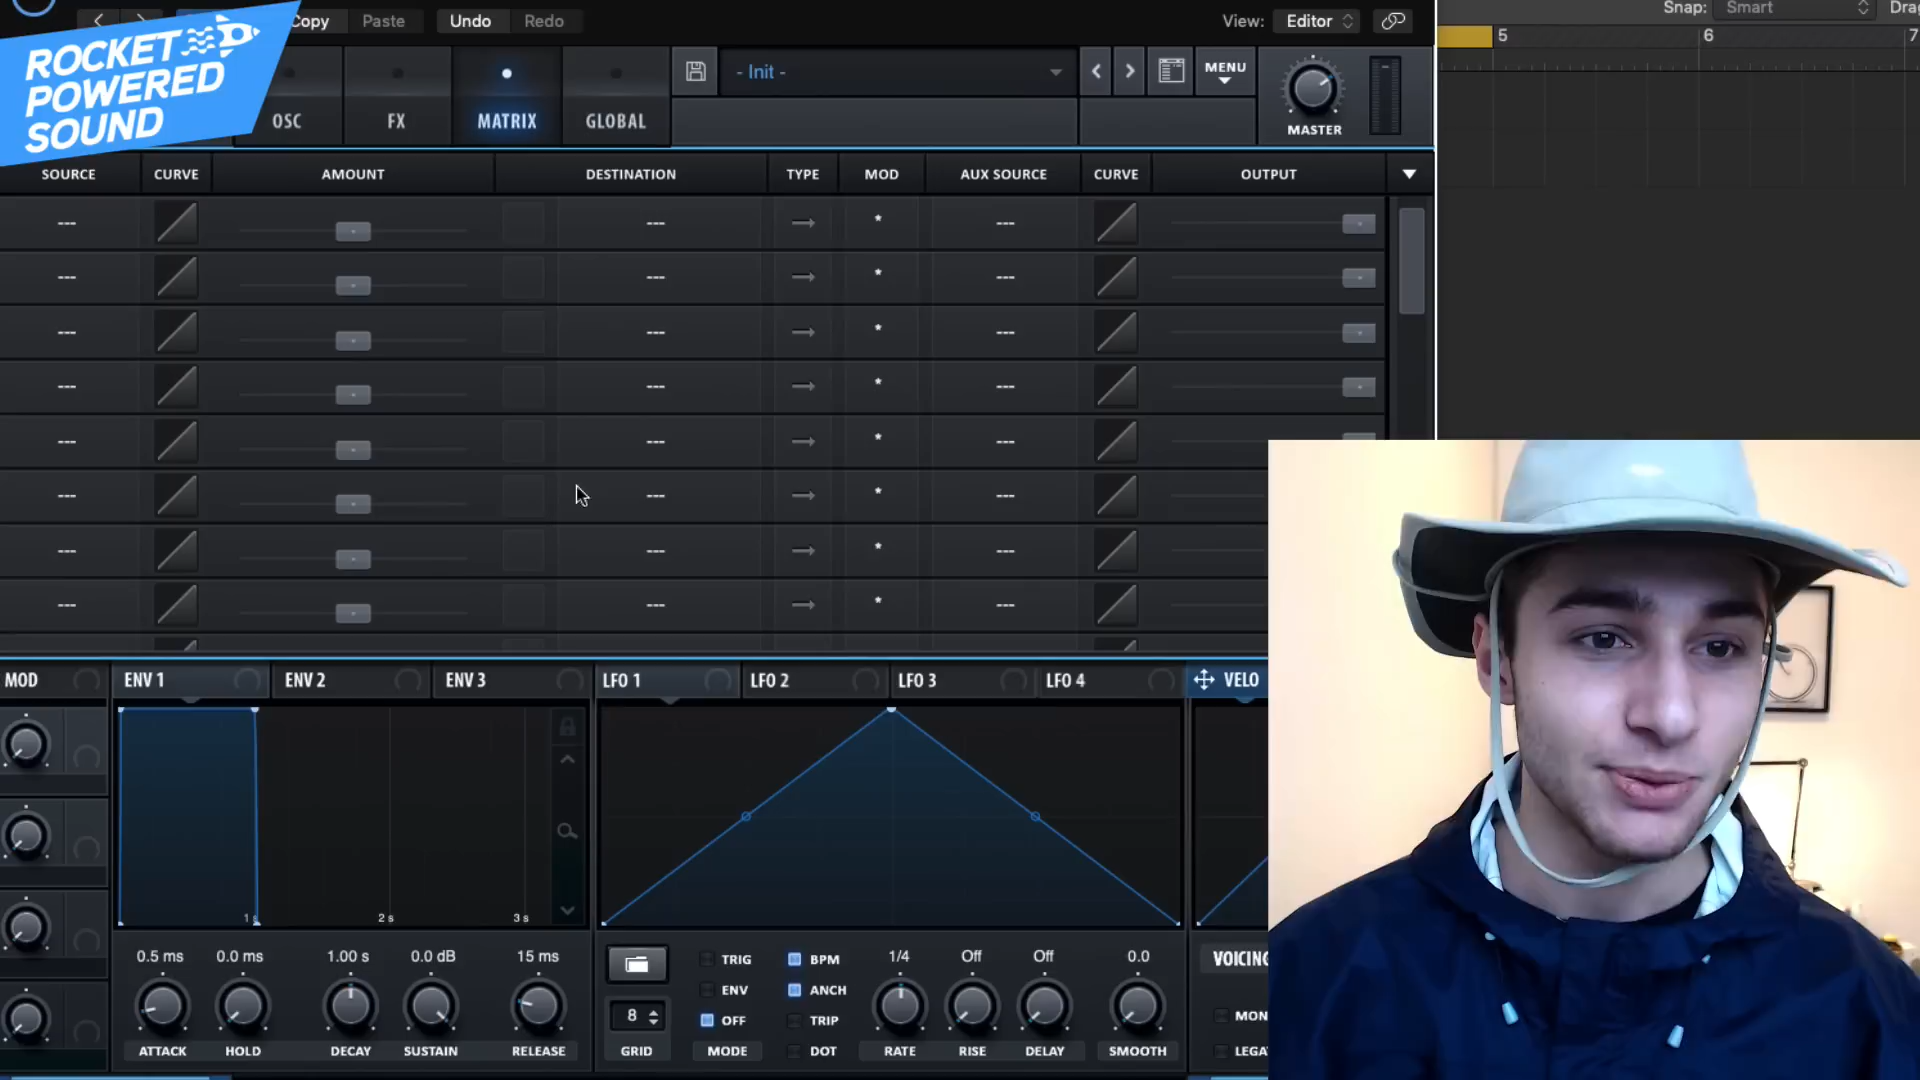 Copy Paste Undo Redo View: Editor
Snap: Smart
5 6 7
ROCKET
POWERED
SOUND
OSC FX MATRIX GLOBAL
- Init -
MENU
MASTER
SOURCE CURVE AMOUNT DESTINATION TYPE MOD AUX SOURCE CURVE OUTPUT
--- --- * ---
--- --- * ---
--- --- * ---
--- --- * ---
--- --- * ---
--- --- * ---
--- --- * ---
--- --- * ---
MOD ENV 1 ENV 2 ENV 3 LFO 1 LFO 2 LFO 3 LFO 4 VELO
1 s 2 s 3 s
0.5 ms 0.0 ms 1.00 s 0.0 dB 15 ms
ATTACK HOLD DECAY SUSTAIN RELEASE
8
GRID
TRIG BPM
ENV ANCH
OFF TRIP
MODE DOT
1/4 Off Off 0.0
RATE RISE DELAY SMOOTH
VOICING
MON
LEGA